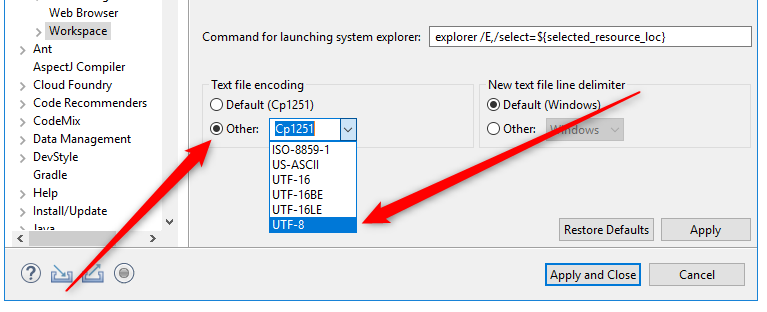 Web Browser
Workspace
Ant
AspectJ Compiler
Cloud Foundry
Code Recommenders
CodeMix
Data Management
DevStyle
Gradle
Help
Install/Update
Java
Command for launching system explorer: explorer /E,/select=${selected_resource_loc}
Text file encoding
Default (Cp1251)
Other: Cp1251
ISO-8859-1
US-ASCII
UTF-16
UTF-16BE
UTF-16LE
UTF-8
New text file line delimiter
Default (Windows)
Other: Windows
Restore Defaults Apply
? Apply and Close Cancel